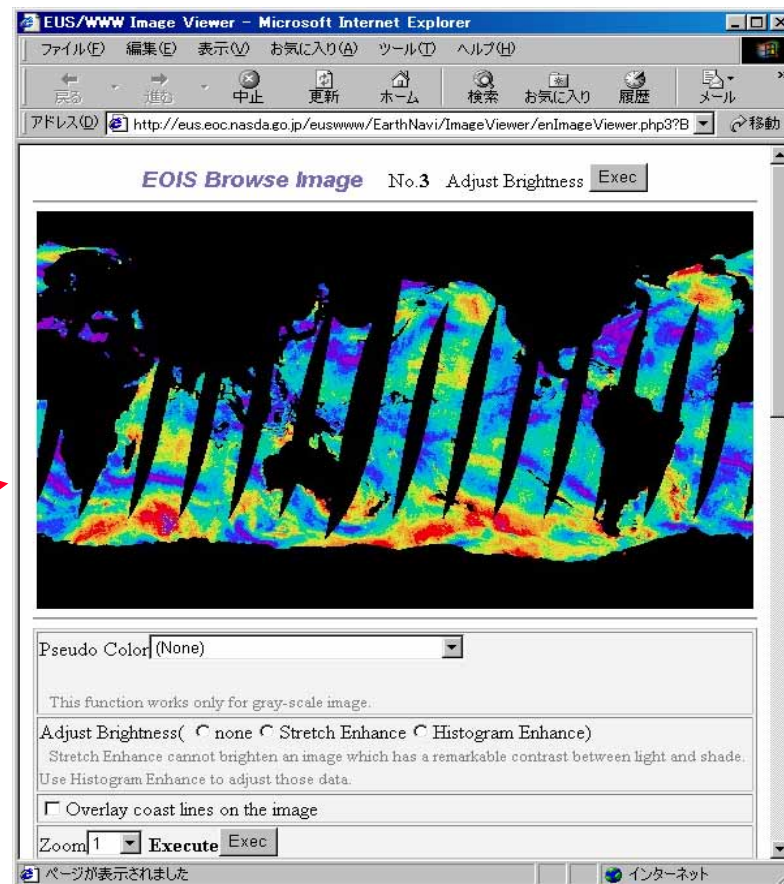 EUS/WWW Image Viewer - Microsoft Internet Explorer
ファイル(F) 編集(E) 表示(V) お気に入り(A) ツール(T) ヘルプ(H)
戻る 進む 中止 更新 ホーム 検索 お気に入り 履歴 メール »
アドレス(D) http://eus.eoc.nasda.go.jp/euswww/EarthNavi/ImageViewer/enImageViewer.php3?B 移動
EOIS Browse Image No.3 Adjust Brightness Exec
Pseudo Color (None)
This function works only for gray-scale image.
Adjust Brightness( none Stretch Enhance Histogram Enhance)
Stretch Enhance cannot brighten an image which has a remarkable contrast between light and shade.
Use Histogram Enhance to adjust those data.
Overlay coast lines on the image
Zoom 1 Execute Exec
ページが表示されました インターネット